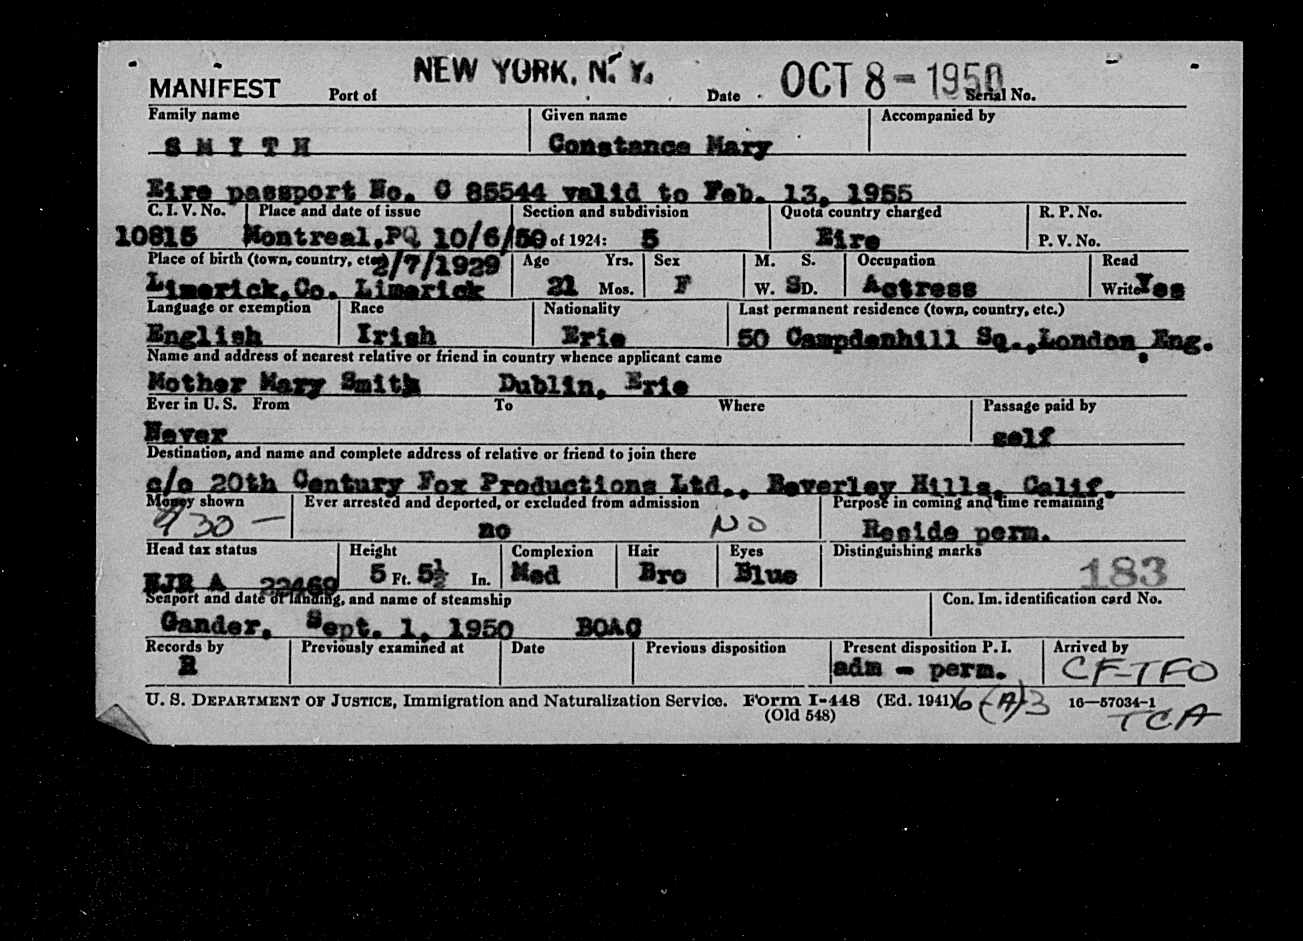 MANIFEST Port of NEW YORK, N. Y. Date OCT 8 - 1950 Serial No.
Family name Given name Accompanied by
S M I T H Constance Mary
Eire passport No. C 85544 valid to Feb. 13, 1955
C. I. V. No. Place and date of issue Section and subdivision Quota country charged R. P. No.
10815 Montreal,PQ 10/6/50 of 1924: 5 Eire P. V. No.
Place of birth (town, country, etc.) 2/7/1929 Age Yrs. Sex M. S. Occupation Read
Limerick,Co. Limerick 21 Mos. F W. S D. Actress Write Yes
Language or exemption Race Nationality Last permanent residence (town, country, etc.)
English Irish Erie 50 Campdenhill Sq.,London, Eng.
Name and address of nearest relative or friend in country whence applicant came
Mother Mary Smith Dublin, Erie
Ever in U. S. From To Where Passage paid by
Never self
Destination, and name and complete address of relative or friend to join there
c/o 20th Century Fox Productions Ltd., Beverley Hills, Calif.
Money shown Ever arrested and deported, or excluded from admission Purpose in coming and time remaining
930 — no NO Reside perm.
Head tax status Height Complexion Hair Eyes Distinguishing marks
22469 5 Ft. 5½ In. Med Bro Blue 183
Seaport and date of landing, and name of steamship Con. Im. identification card No.
Gander, Sept. 1, 1950 BOAC
Records by Previously examined at Date Previous disposition Present disposition P. I. Arrived by
R adm - perm. CF-TFO
U. S. DEPARTMENT OF JUSTICE, Immigration and Naturalization Service. Form I-448 (Ed. 1941) 6 (A) 3 16—57034-1
(Old 548) TCA